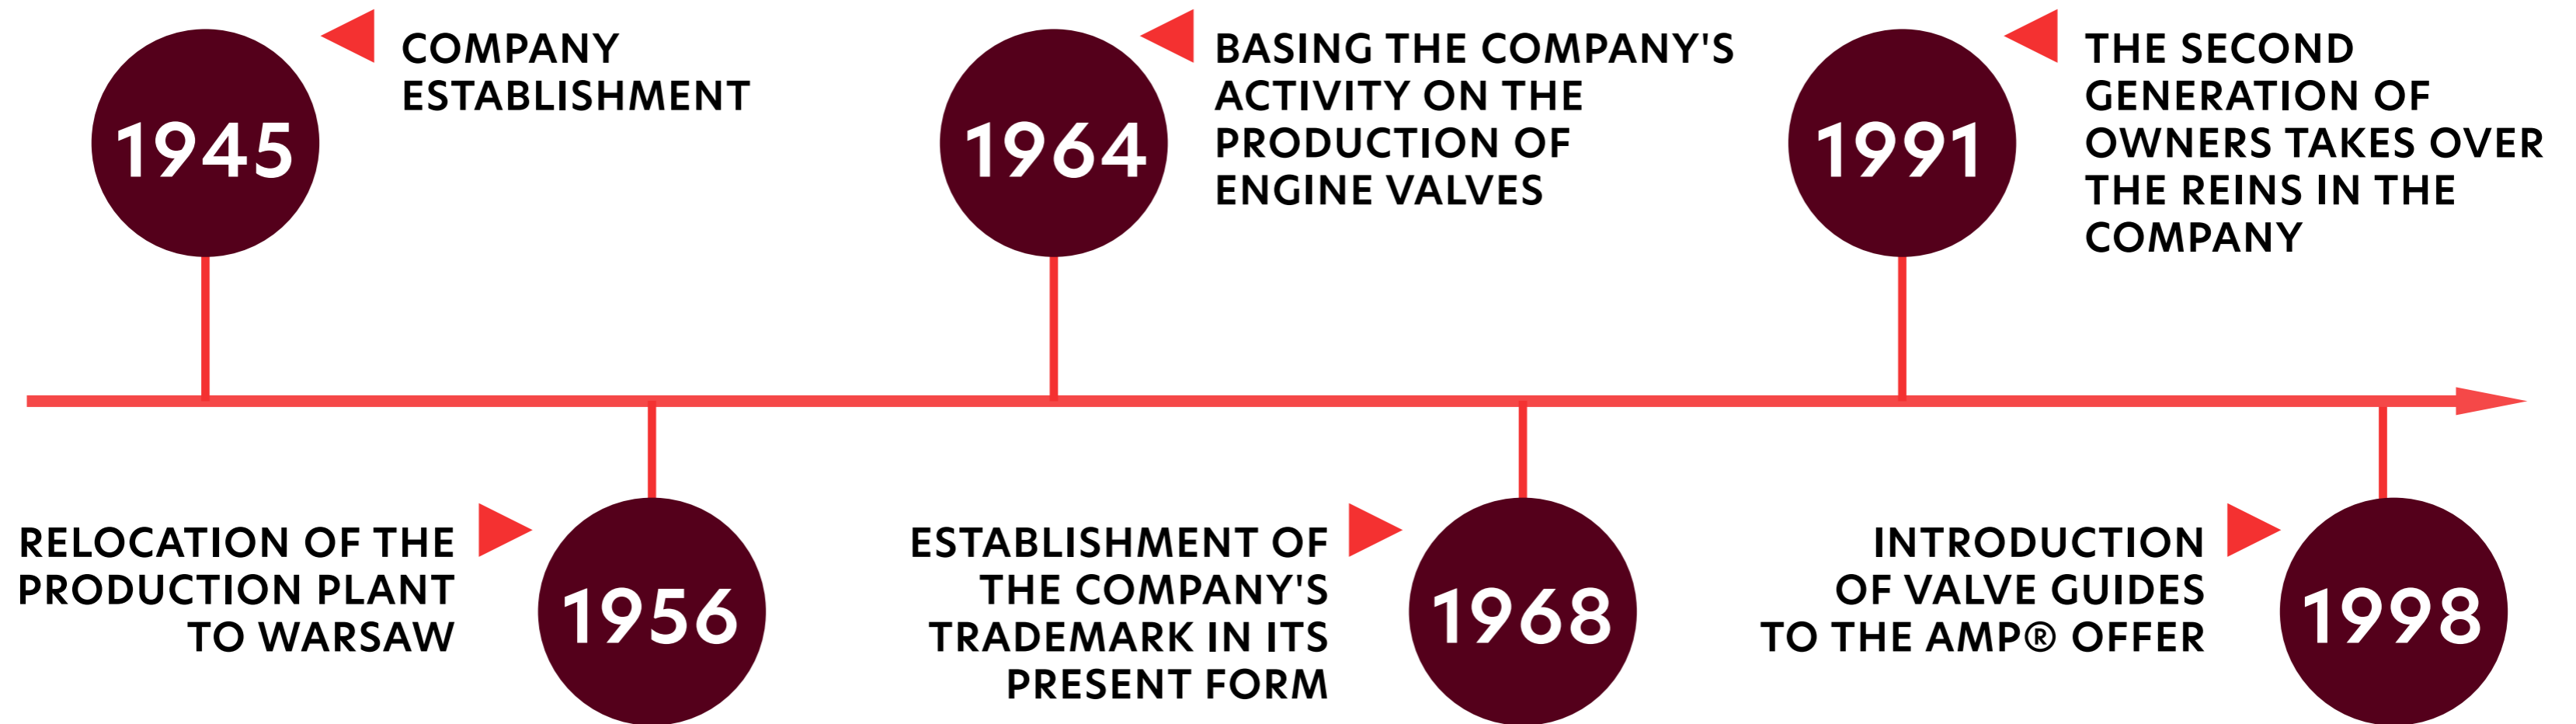 1945
COMPANY
ESTABLISHMENT
1964
BASING THE COMPANY'S
ACTIVITY ON THE
PRODUCTION OF
ENGINE VALVES
1991
THE SECOND
GENERATION OF
OWNERS TAKES OVER
THE REINS IN THE
COMPANY
RELOCATION OF THE
PRODUCTION PLANT
TO WARSAW
1956
ESTABLISHMENT OF
THE COMPANY'S
TRADEMARK IN ITS
PRESENT FORM
1968
INTRODUCTION
OF VALVE GUIDES
TO THE AMP® OFFER
1998